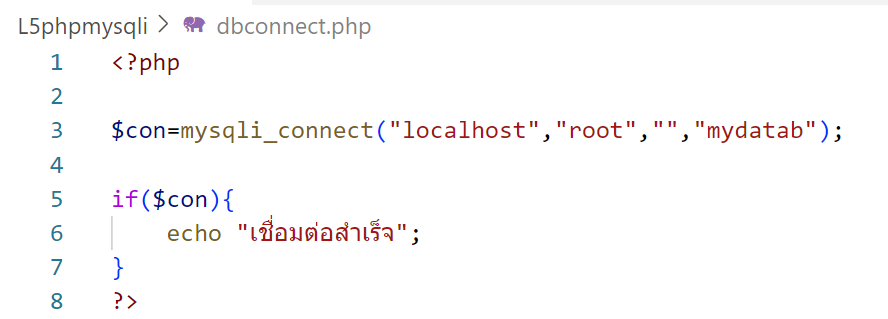 L5phpmysqli > dbconnect.php
1 <?php
2
3 $con=mysqli_connect("localhost","root","","mydatab");
4
5 if($con){
6     echo "เชื่อมต่อสำเร็จ";
7 }
8 ?>